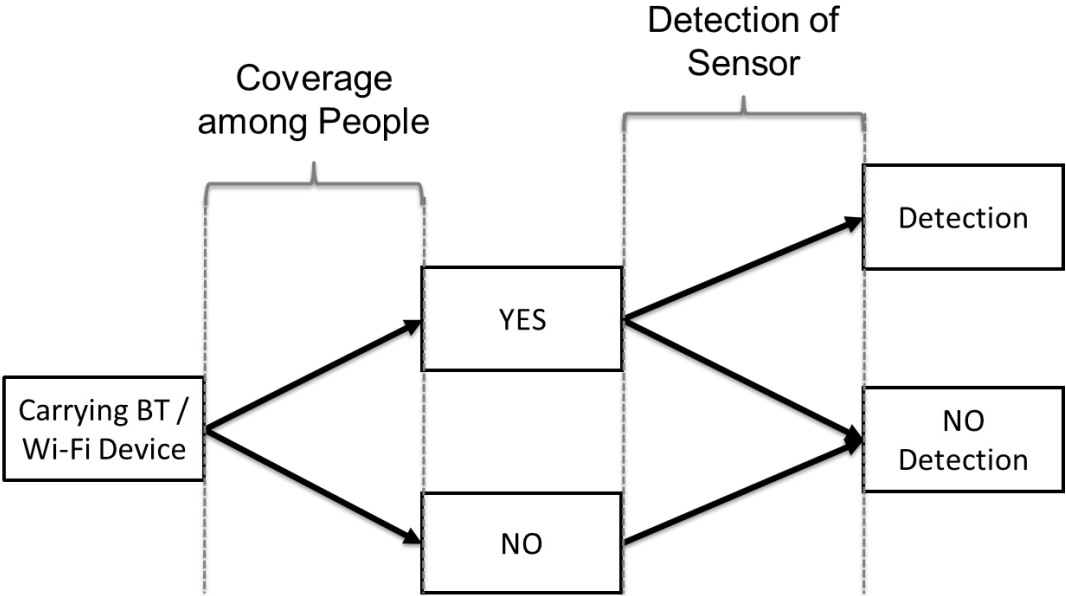 Detection of
Sensor
Coverage
among People
Detection
YES
Carrying BT /
Wi-Fi Device
NO
Detection
NO